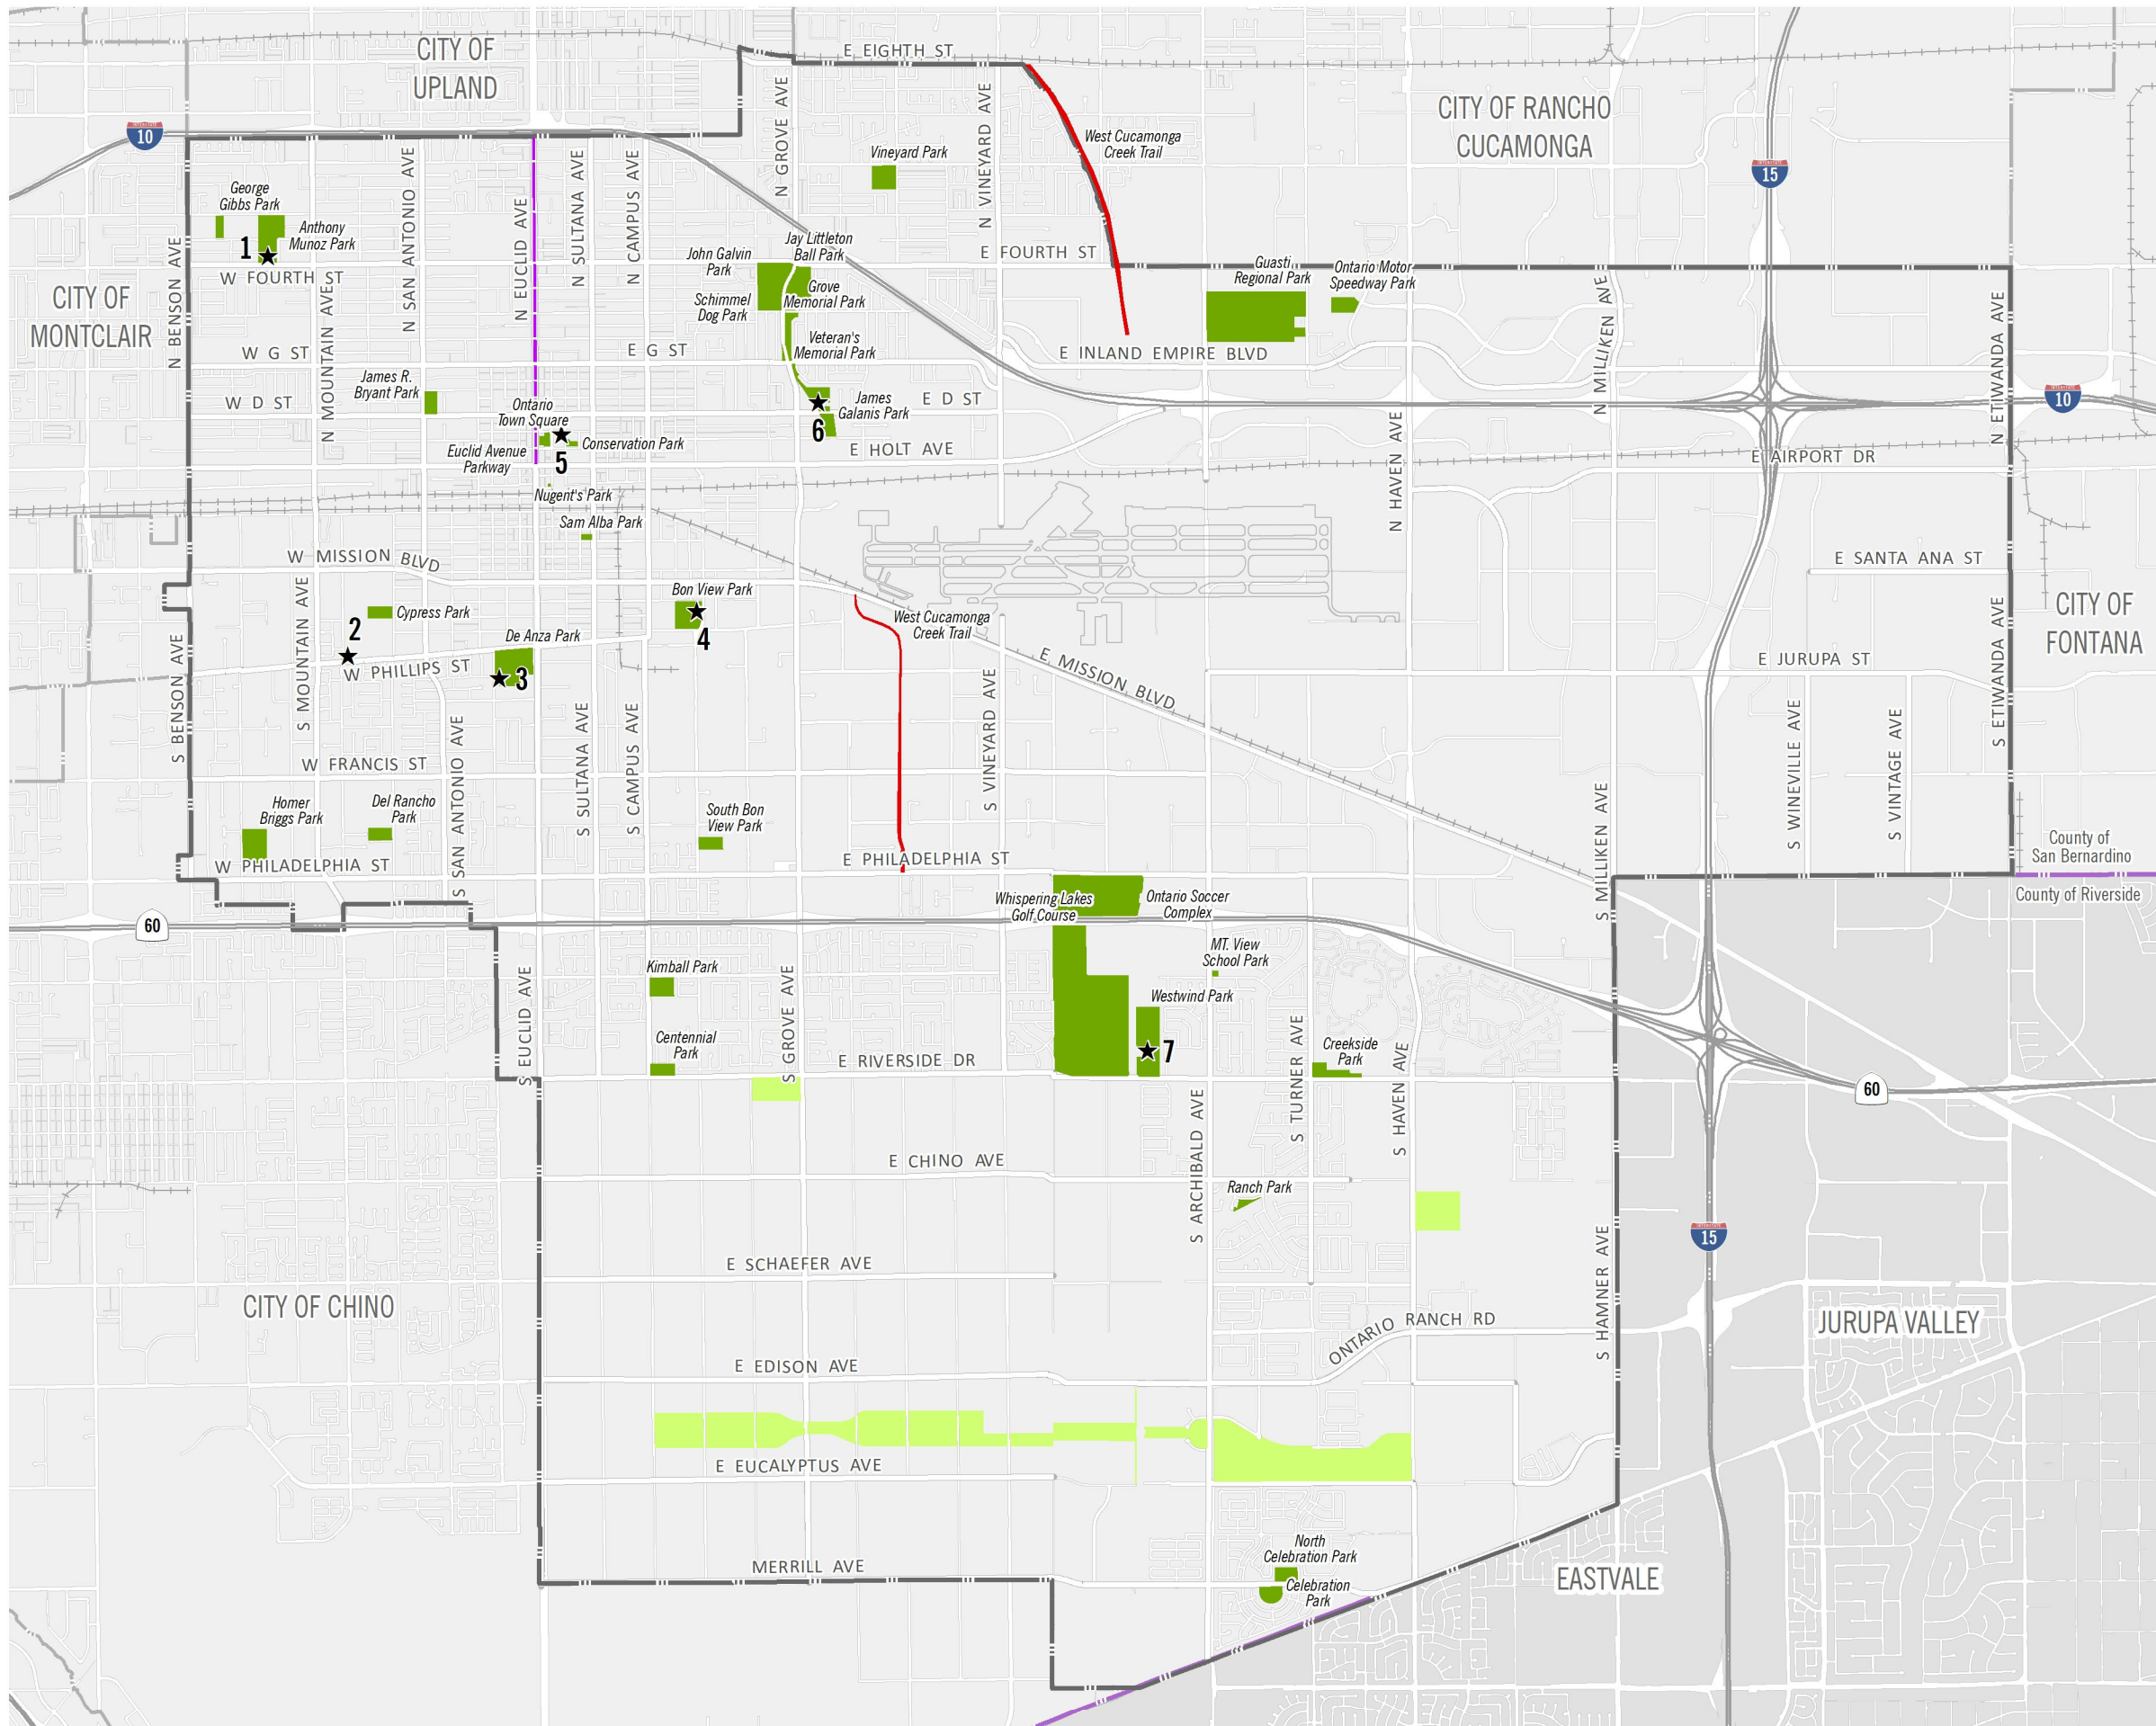 CITY OF
UPLAND
E EIGHTH ST
CITY OF RANCHO
CUCAMONGA
INTERSTATE
10
N GROVE AVE
N VINEYARD AVE
West Cucamonga
Creek Trail
Vineyard Park
INTERSTATE
15
George
Gibbs Park
Anthony
Munoz Park
1
W FOURTH ST
N SAN ANTONIO AVE
N EUCLID AVE
N SULTANA AVE
N CAMPUS AVE
John Galvin
Park
Jay Littleton
Ball Park
E FOURTH ST
Guasti
Regional Park
Ontario Motor
Speedway Park
Schimmel
Dog Park
Grove
Memorial Park
Veteran's
Memorial Park
CITY OF
MONTCLAIR
N BENSON AVE
N MOUNTAIN AVE
W G ST
E G ST
E INLAND EMPIRE BLVD
N MILLIKEN AVE
N ETIWANDA AVE
James R.
Bryant Park
W D ST
Ontario
Town Square
James
Galanis Park
6
E D ST
INTERSTATE
10
Euclid Avenue
Parkway
5
Conservation Park
E HOLT AVE
N HAVEN AVE
E AIRPORT DR
Nugent's Park
Sam Alba Park
W MISSION BLVD
Bon View Park
4
E SANTA ANA ST
Cypress Park
2
De Anza Park
3
W PHILLIPS ST
West Cucamonga
Creek Trail
E MISSION BLVD
CITY OF
FONTANA
E JURUPA ST
S BENSON AVE
S MOUNTAIN AVE
S SAN ANTONIO AVE
S SULTANA AVE
S CAMPUS AVE
S VINEYARD AVE
S MILLIKEN AVE
S WINEVILLE AVE
S VINTAGE AVE
S ETIWANDA AVE
W FRANCIS ST
Homer
Briggs Park
Del Rancho
Park
South Bon
View Park
W PHILADELPHIA ST
E PHILADELPHIA ST
County of
San Bernardino
County of Riverside
60
Whispering Lakes
Golf Course
Ontario Soccer
Complex
MT. View
School Park
Kimball Park
Westwind Park
7
S EUCLID AVE
S GROVE AVE
Centennial
Park
E RIVERSIDE DR
S TURNER AVE
Creekside
Park
S HAVEN AVE
60
S ARCHIBALD AVE
E CHINO AVE
Ranch Park
INTERSTATE
15
S HAMNER AVE
E SCHAEFER AVE
CITY OF CHINO
ONTARIO RANCH RD
JURUPA VALLEY
E EDISON AVE
E EUCALYPTUS AVE
North
Celebration Park
Celebration
Park
MERRILL AVE
EASTVALE